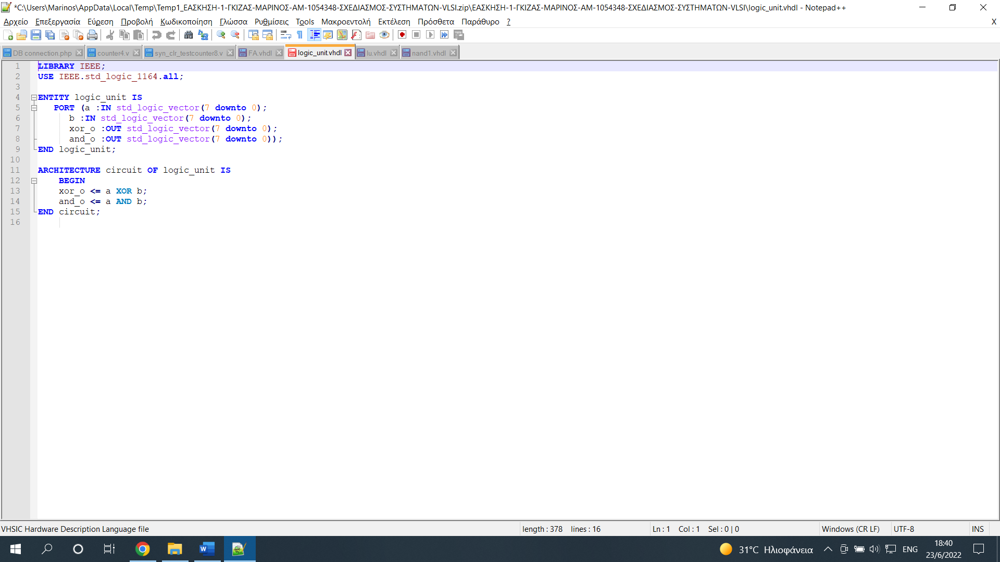 *C:\Users\Marinos\AppData\Local\Temp\Temp1_ΕΑΣΚΗΣΗ-1-ΓΚΙΖΑΣ-ΜΑΡΙΝΟΣ-ΑΜ-1054348-ΣΧΕΔΙΑΣΜΟΣ-ΣΥΣΤΗΜΑΤΩΝ-VLSI.zip\ΕΑΣΚΗΣΗ-1-ΓΚΙΖΑΣ-ΜΑΡΙΝΟΣ-ΑΜ-1054348-ΣΧΕΔΙΑΣΜΟΣ-ΣΥΣΤΗΜΑΤΩΝ-VLSI\logic_unit.vhdl - Notepad++
Αρχείο Επεξεργασία Εύρεση Προβολή Κωδικοποίηση Γλώσσα Ρυθμίσεις Tools Μακροεντολή Εκτέλεση Πρόσθετα Παράθυρο ? X
DB connection.php counter4.v syn_clr_testcounter8.v FA.vhdl logic_unit.vhdl lu.vhdl nand1.vhdl
1 LIBRARY IEEE;
2 USE IEEE.std_logic_1164.all;
3
4 ENTITY logic_unit IS
5 PORT (a :IN std_logic_vector(7 downto 0);
6 b :IN std_logic_vector(7 downto 0);
7 xor_o :OUT std_logic_vector(7 downto 0);
8 and_o :OUT std_logic_vector(7 downto 0));
9 END logic_unit;
10
11 ARCHITECTURE circuit OF logic_unit IS
12 BEGIN
13 xor_o <= a XOR b;
14 and_o <= a AND b;
15 END circuit;
16
VHSIC Hardware Description Language file length : 378 lines : 16 Ln : 1 Col : 1 Sel : 0 | 0 Windows (CR LF) UTF-8 INS
31°C Ηλιοφάνεια ENG 18:40
23/6/2022